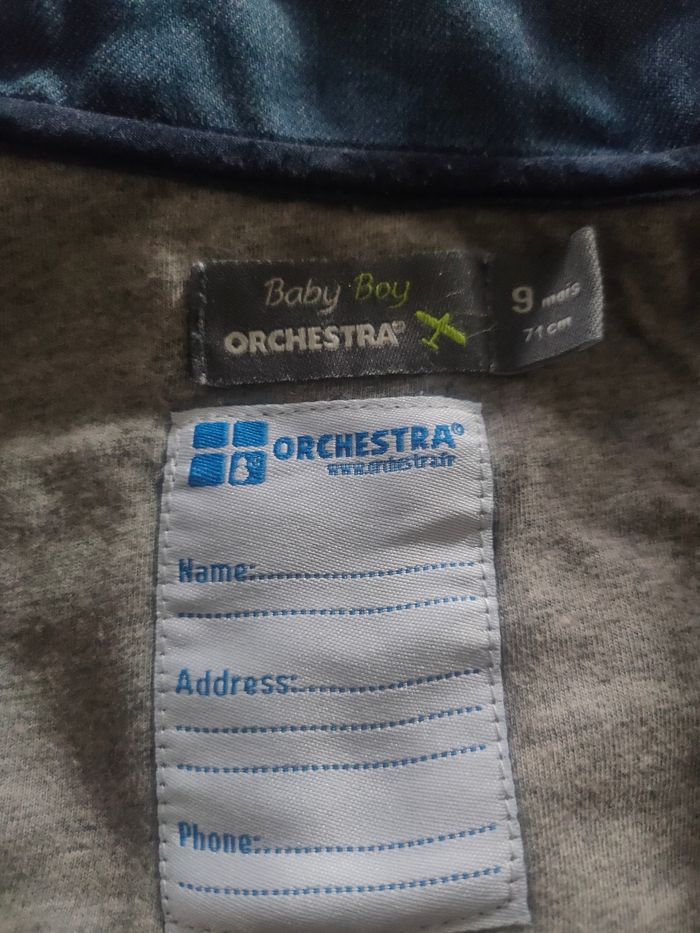 Baby Boy
ORCHESTRA®
9 mois
71 cm
ORCHESTRA®
www.orchestra.fr
Name:
Address:
Phone: